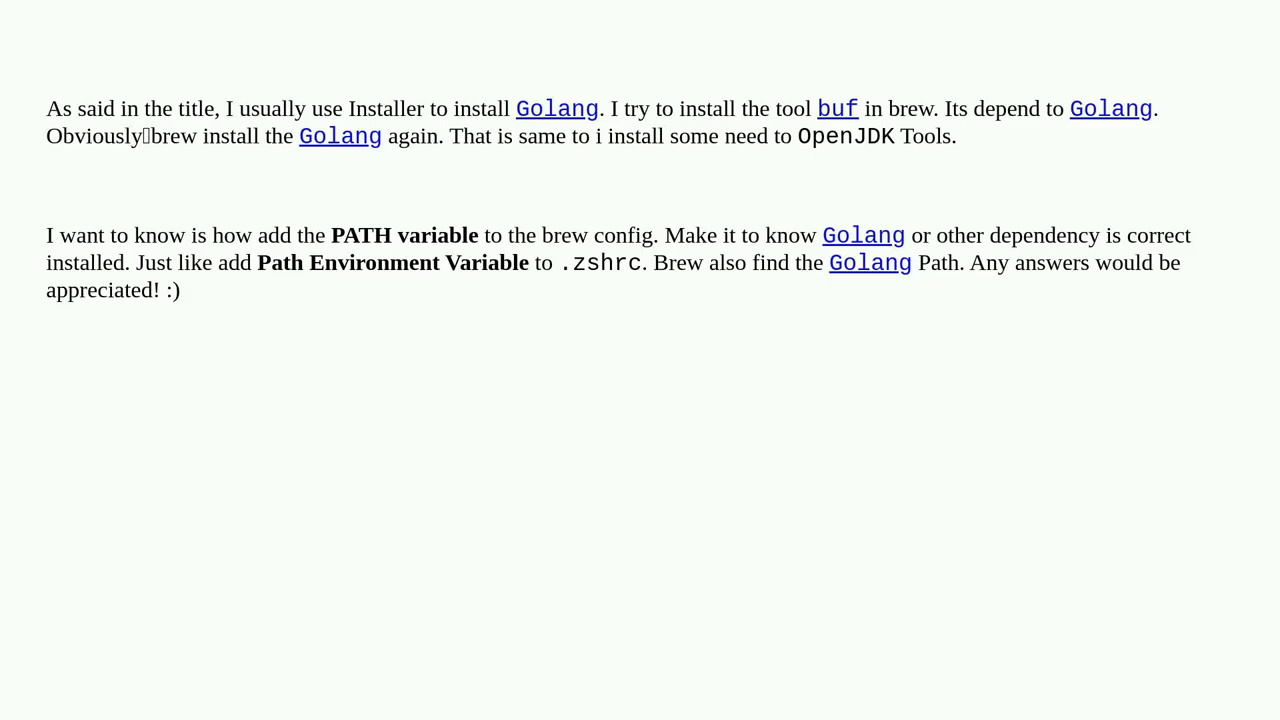 As said in the title, I usually use Installer to install Golang. I try to install the tool buf in brew. Its depend to Golang.
Obviously▯brew install the Golang again. That is same to i install some need to OpenJDK Tools.
I want to know is how add the PATH variable to the brew config. Make it to know Golang or other dependency is correct
installed. Just like add Path Environment Variable to .zshrc. Brew also find the Golang Path. Any answers would be
appreciated! :)